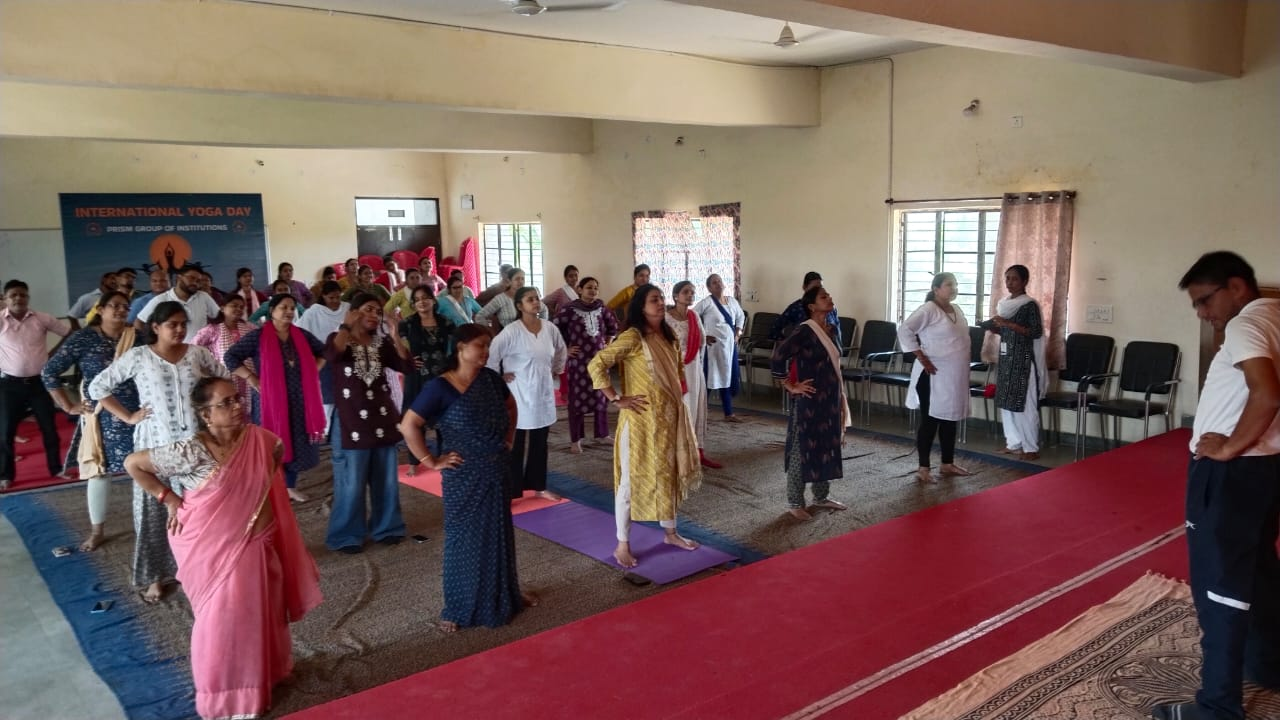 INTERNATIONAL YOGA DAY
PRISM GROUP OF INSTITUTIONS